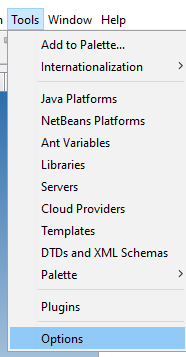 Tools Window Help
Add to Palette...
Internationalization
Java Platforms
NetBeans Platforms
Ant Variables
Libraries
Servers
Cloud Providers
Templates
DTDs and XML Schemas
Palette
Plugins
Options